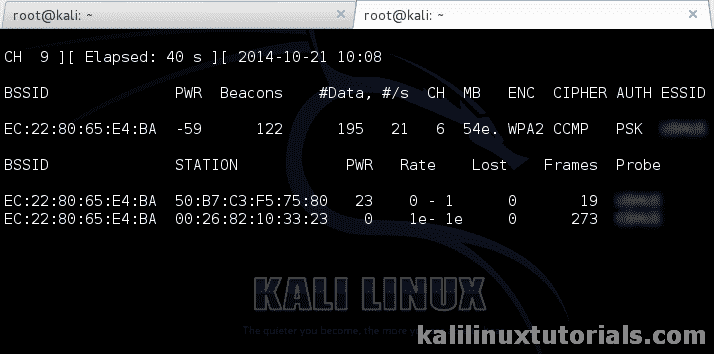 root@kali: ~ × root@kali: ~ ×
CH 9 ][ Elapsed: 40 s ][ 2014-10-21 10:08
BSSID PWR Beacons #Data, #/s CH MB ENC CIPHER AUTH ESSID
EC:22:80:65:E4:BA -59 122 195 21 6 54e. WPA2 CCMP PSK
BSSID STATION PWR Rate Lost Frames Probe
EC:22:80:65:E4:BA 50:B7:C3:F5:75:80 23 0 - 1 0 19
EC:22:80:65:E4:BA 00:26:82:10:33:23 0 1e- 1e 0 273
KALI LINUX
The quieter you become, the more you
kalilinuxtutorials.com